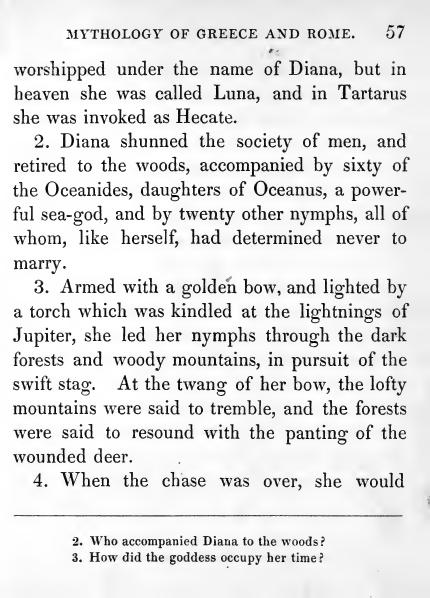 MYTHOLOGY OF GREECE AND ROME. 57
worshipped under the name of Diana, but in
heaven she was called Luna, and in Tartarus
she was invoked as Hecate.
2. Diana shunned the society of men, and
retired to the woods, accompanied by sixty of
the Oceanides, daughters of Oceanus, a power-
ful sea-god, and by twenty other nymphs, all of
whom, like herself, had determined never to
marry.
3. Armed with a golden bow, and lighted by
a torch which was kindled at the lightnings of
Jupiter, she led her nymphs through the dark
forests and woody mountains, in pursuit of the
swift stag. At the twang of her bow, the lofty
mountains were said to tremble, and the forests
were said to resound with the panting of the
wounded deer.
4. When the chase was over, she would
2. Who accompanied Diana to the woods?
3. How did the goddess occupy her time?